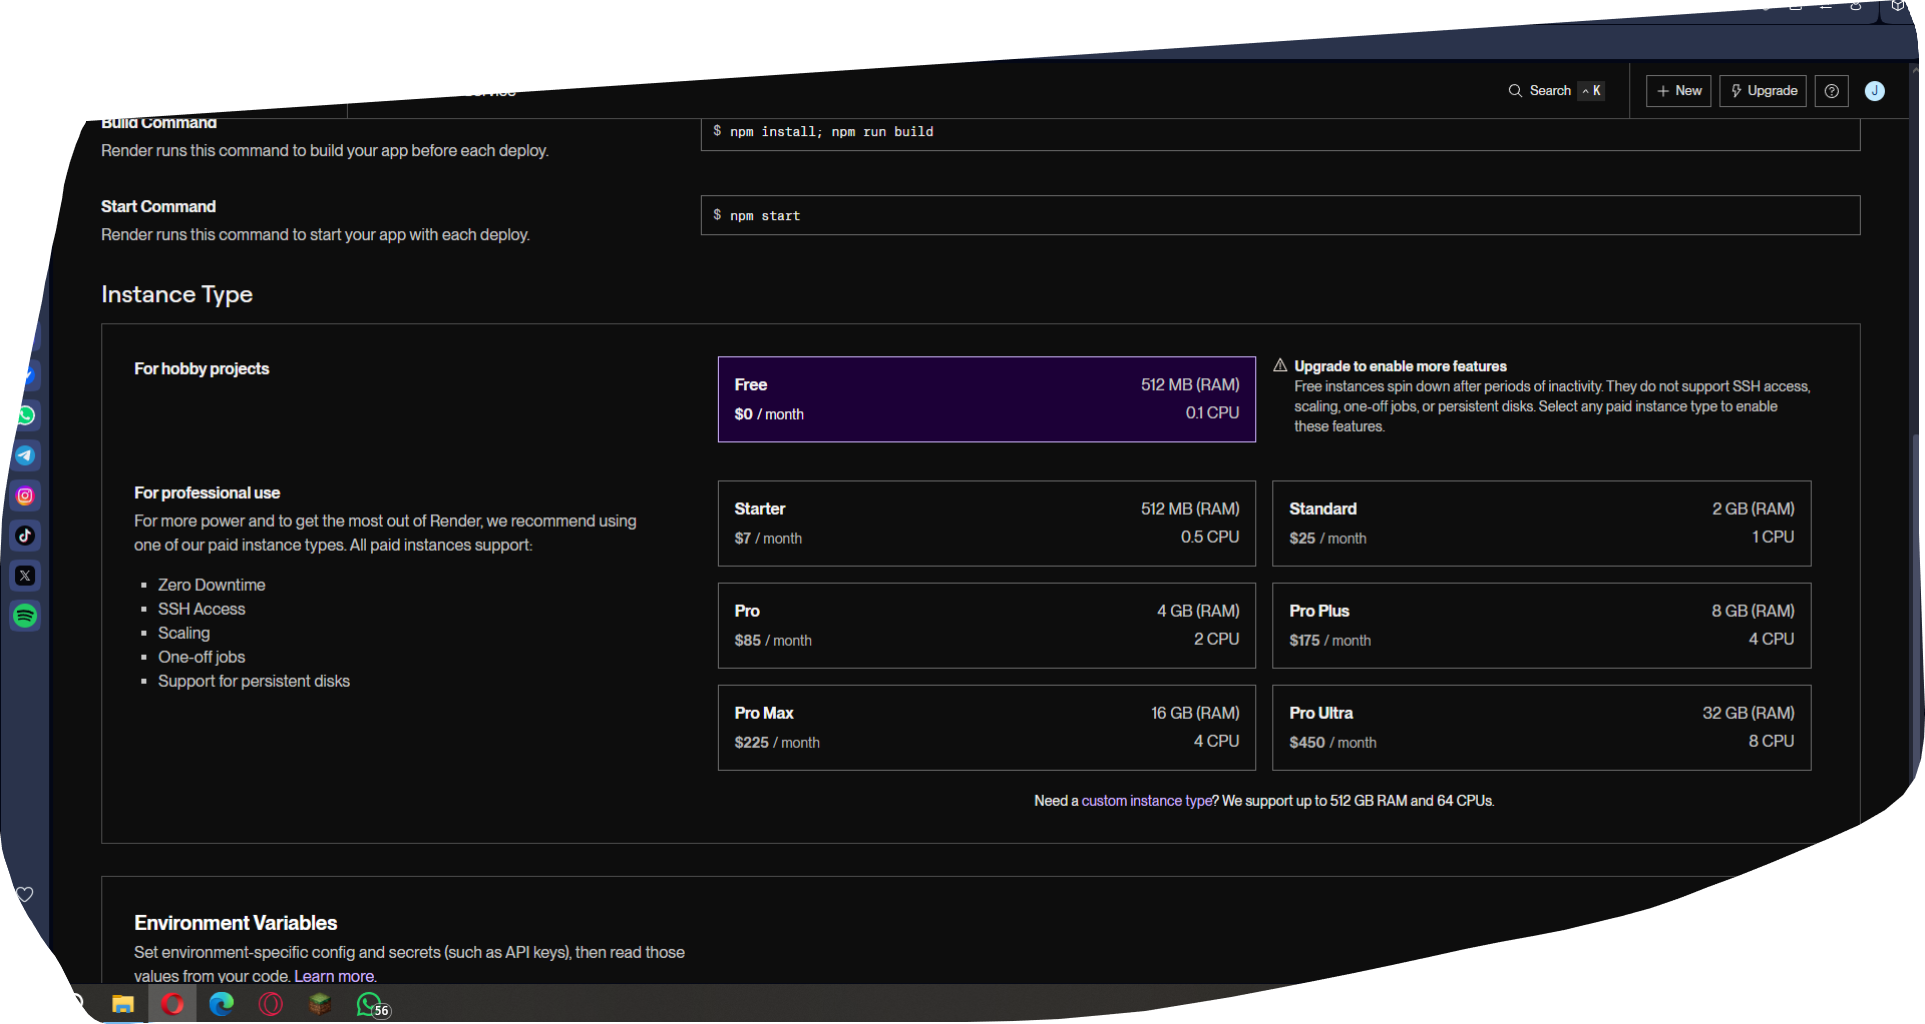 Search ^ K
+ New
Upgrade
J
Build Command
Render runs this command to build your app before each deploy.
$ npm install; npm run build
Start Command
Render runs this command to start your app with each deploy.
$ npm start
Instance Type
For hobby projects
Free
512 MB (RAM)
$0 / month
0.1 CPU
Upgrade to enable more features
Free instances spin down after periods of inactivity. They do not support SSH access,
scaling, one-off jobs, or persistent disks. Select any paid instance type to enable
these features.
For professional use
For more power and to get the most out of Render, we recommend using
one of our paid instance types. All paid instances support:
▪ Zero Downtime
▪ SSH Access
▪ Scaling
▪ One-off jobs
▪ Support for persistent disks
Starter
512 MB (RAM)
$7 / month
0.5 CPU
Standard
2 GB (RAM)
$25 / month
1 CPU
Pro
4 GB (RAM)
$85 / month
2 CPU
Pro Plus
8 GB (RAM)
$175 / month
4 CPU
Pro Max
16 GB (RAM)
$225 / month
4 CPU
Pro Ultra
32 GB (RAM)
$450 / month
8 CPU
Need a custom instance type? We support up to 512 GB RAM and 64 CPUs.
Environment Variables
Set environment-specific config and secrets (such as API keys), then read those
values from your code. Learn more.
56